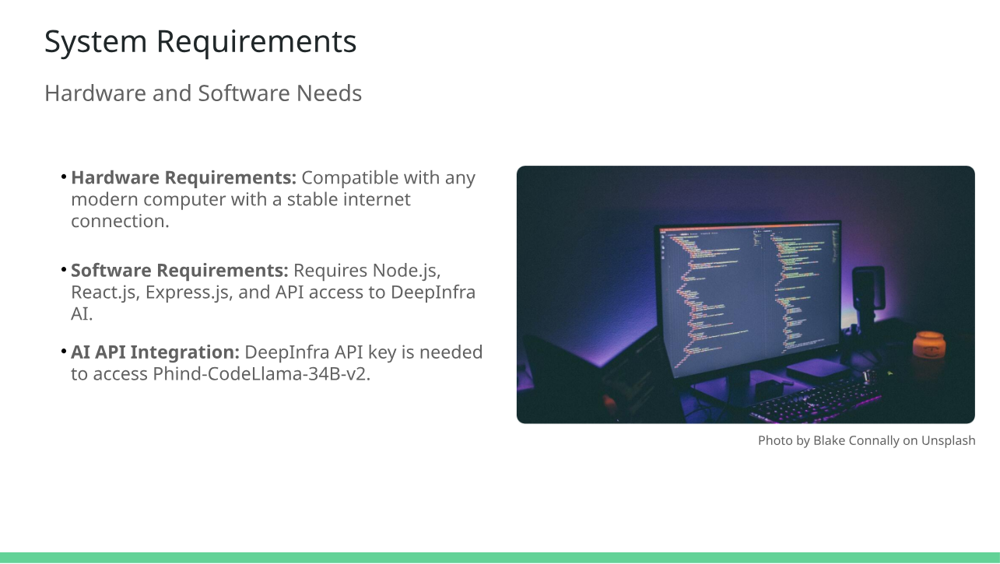 System Requirements
Hardware and Software Needs
• Hardware Requirements: Compatible with any
modern computer with a stable internet
connection.
• Software Requirements: Requires Node.js,
React.js, Express.js, and API access to DeepInfra
AI.
• AI API Integration: DeepInfra API key is needed
to access Phind-CodeLlama-34B-v2.
Photo by Blake Connally on Unsplash